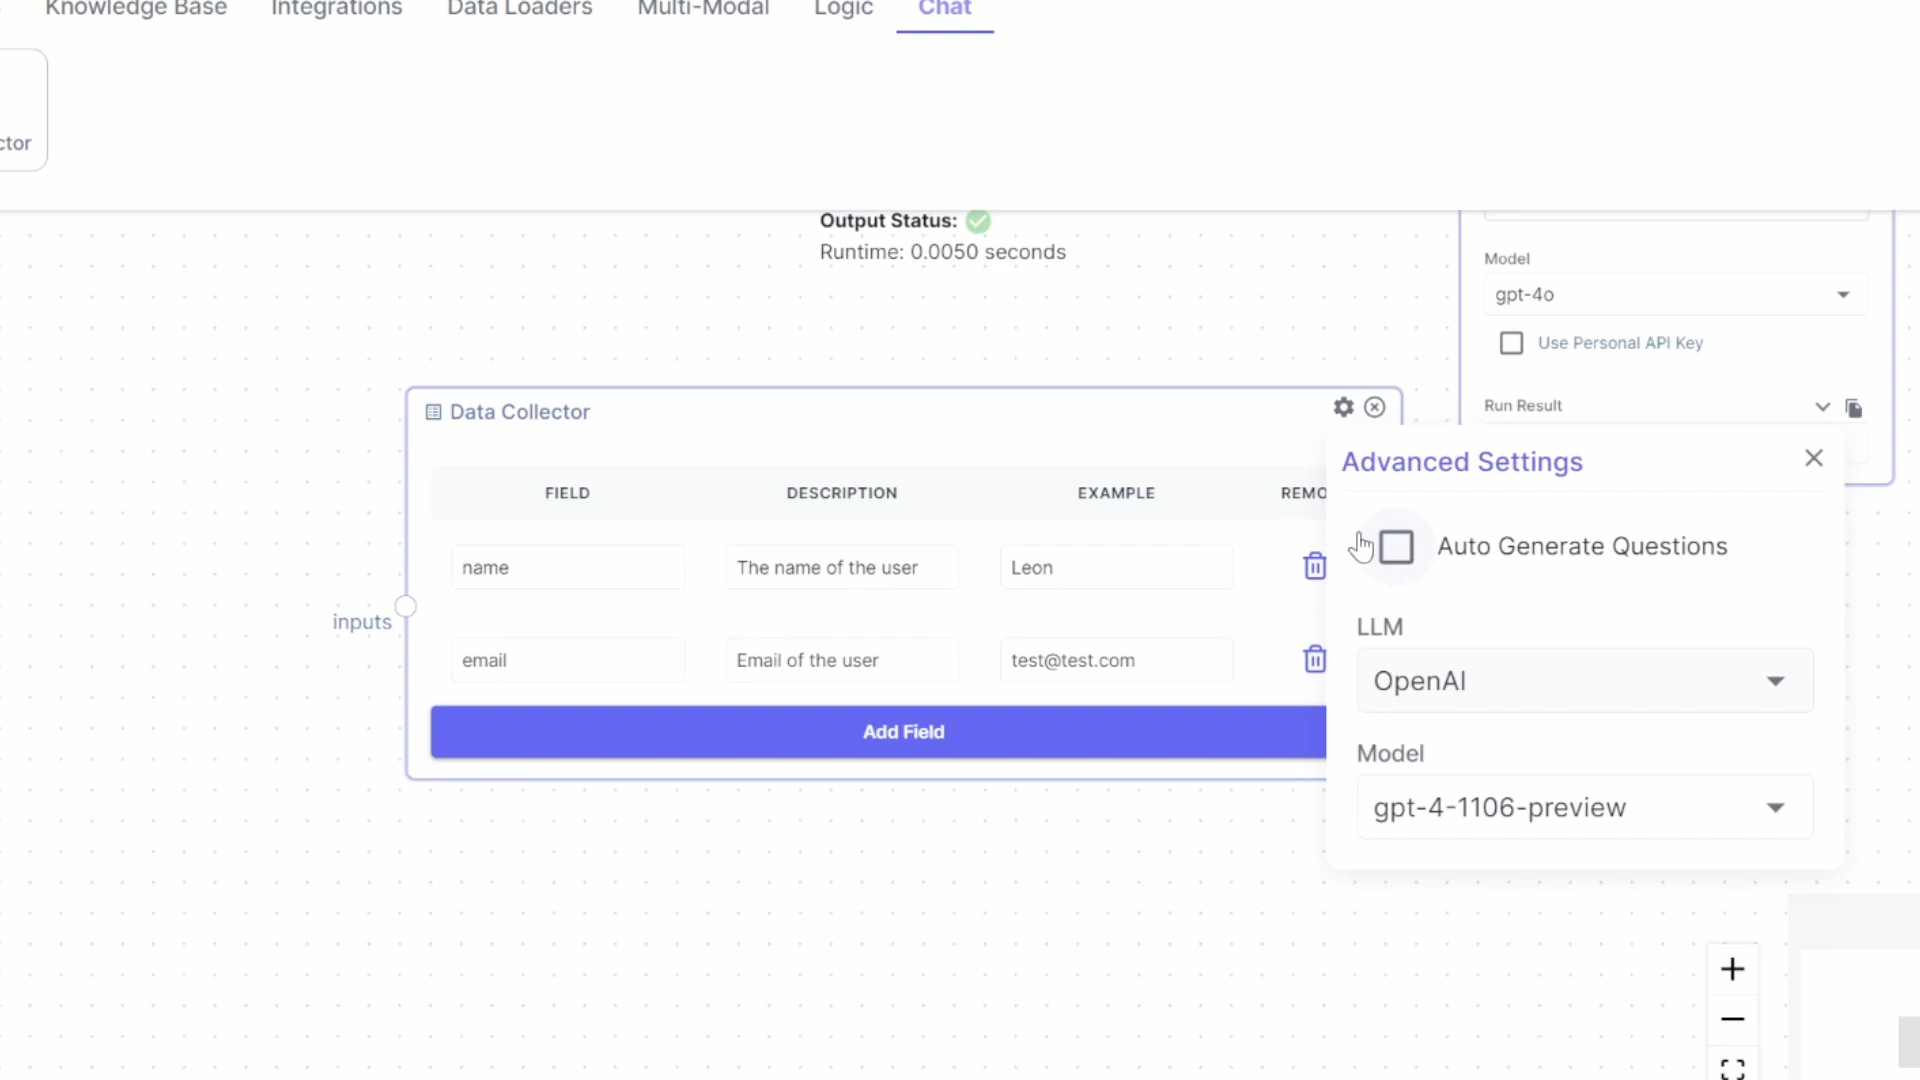 Knowledge Base Integrations Data Loaders Multi-Modal Logic Chat
ctor
Output Status:
Runtime: 0.0050 seconds
Model
gpt-4o
Use Personal API Key
Run Result
Data Collector
FIELD DESCRIPTION EXAMPLE REMO
name The name of the user Leon
inputs
email Email of the user test@test.com
Add Field
Advanced Settings
Auto Generate Questions
LLM
OpenAI
Model
gpt-4-1106-preview